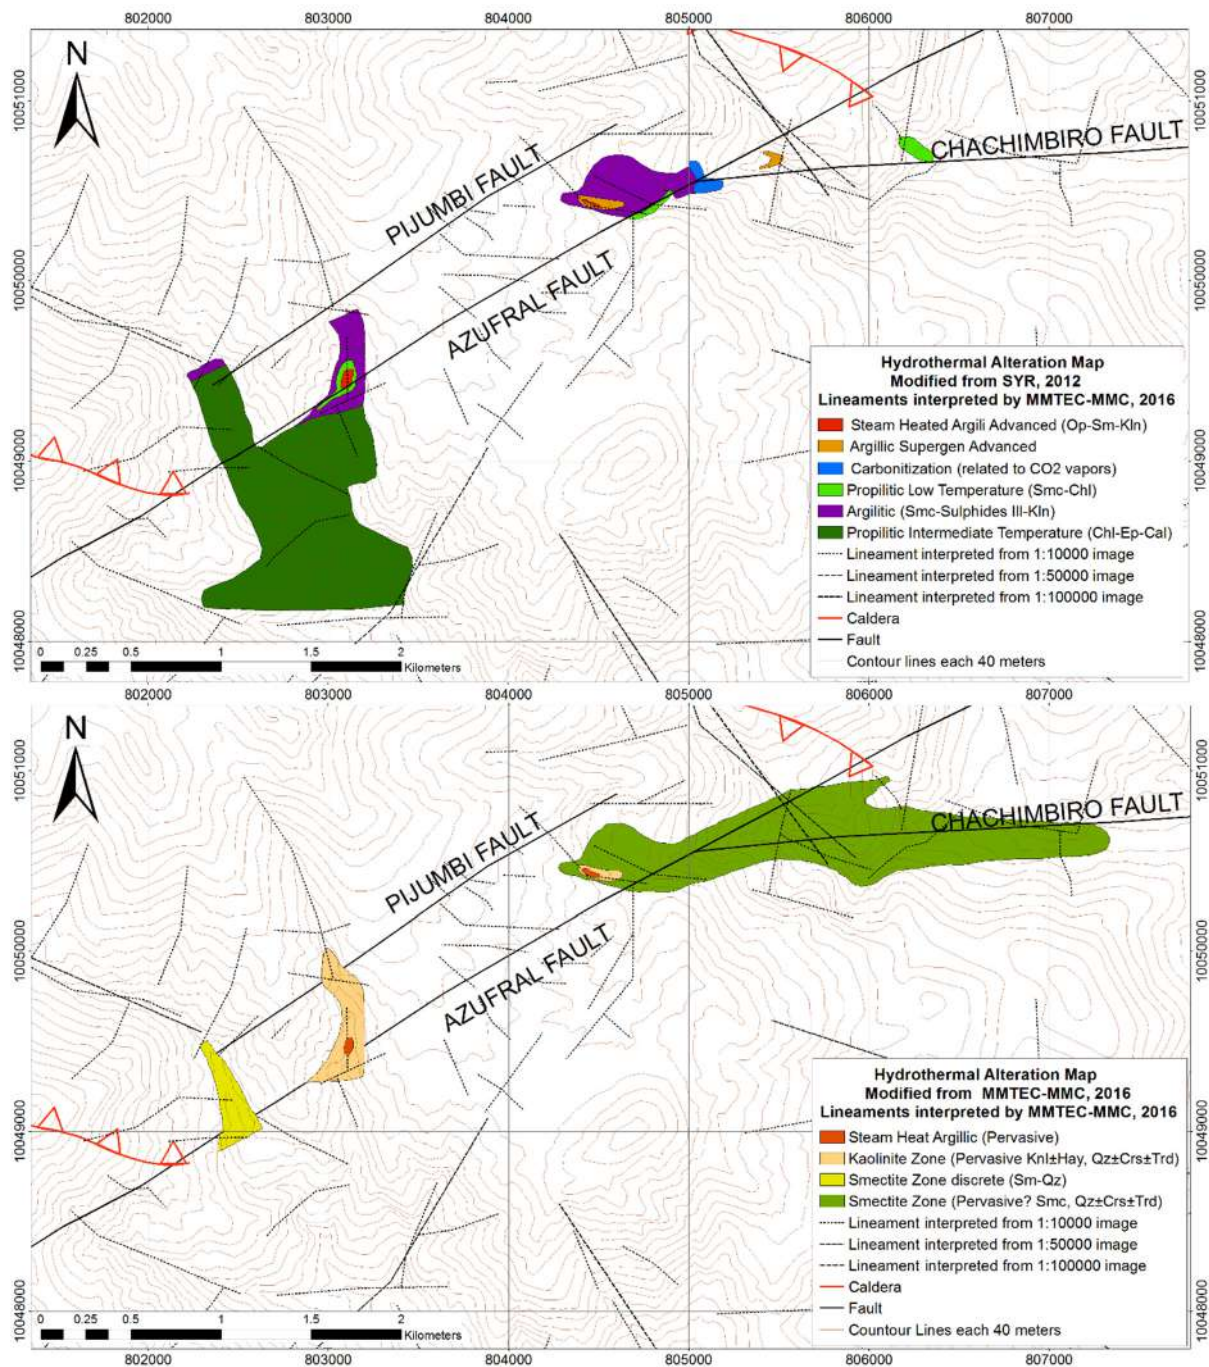 802000 803000 804000 805000 806000 807000
N
10051000
10051000
CHACHIMBIRO FAULT
PIJUMBI FAULT
10050000
10050000
AZUFRAL FAULT
Hydrothermal Alteration Map
Modified from SYR, 2012
Lineaments interpreted by MMTEC-MMC, 2016
Steam Heated Argili Advanced (Op-Sm-Kln)
Argillic Supergen Advanced
10049000
10049000
Carbonitization (related to CO2 vapors)
Propilitic Low Temperature (Smc-Chl)
Argilitic (Smc-Sulphides III-Kln)
Propilitic Intermediate Temperature (Chl-Ep-Cal)
Lineament interpreted from 1:10000 image
Lineament interpreted from 1:50000 image
Lineament interpreted from 1:100000 image
Caldera
10048000
10048000
Fault
Contour lines each 40 meters
0 0.25 0.5 1 1.5 2
Kilometers
802000 803000 804000 805000 806000 807000
N
10051000
10051000
CHACHIMBIRO FAULT
PIJUMBI FAULT
10050000
10050000
AZUFRAL FAULT
Hydrothermal Alteration Map
Modified from MMTEC-MMC, 2016
Lineaments interpreted by MMTEC-MMC, 2016
10049000
10049000
Steam Heat Argillic (Pervasive)
Kaolinite Zone (Pervasive Knl±Hay, Qz±Crs±Trd)
Smectite Zone discrete (Sm-Qz)
Smectite Zone (Pervasive? Smc, Qz±Crs±Trd)
Lineament interpreted from 1:10000 image
Lineament interpreted from 1:50000 image
Lineament interpreted from 1:100000 image
Caldera
10048000
10048000
Fault
Countour Lines each 40 meters
0 0.25 0.5 1 1.5 2
Kilometers
802000 803000 804000 805000 806000 807000